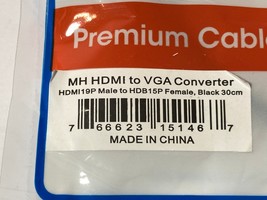 Premium Cable
MH HDMI to VGA Converter
HDMI19P Male to HDB15P Female, Black 30cm
7 66623 15146 7
MADE IN CHINA